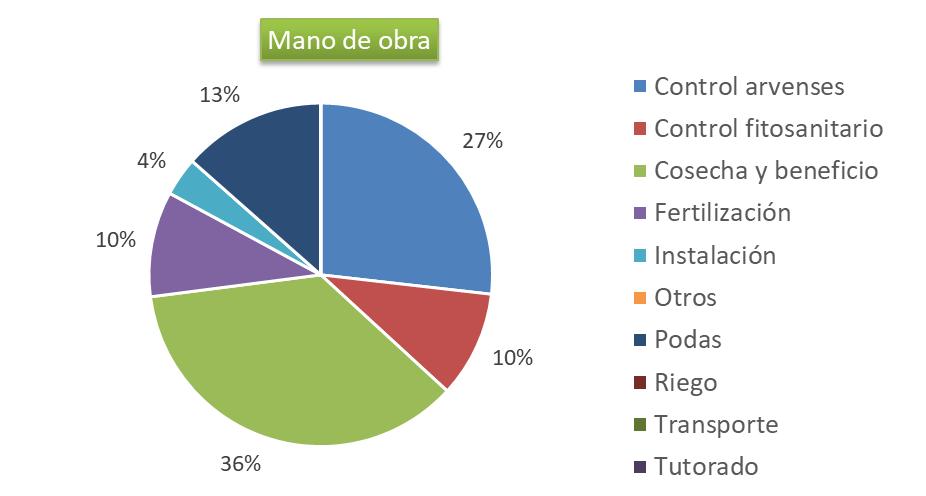 Mano de obra
13%
27%
4%
10%
10%
36%
Control arvenses
Control fitosanitario
Cosecha y beneficio
Fertilización
Instalación
Otros
Podas
Riego
Transporte
Tutorado